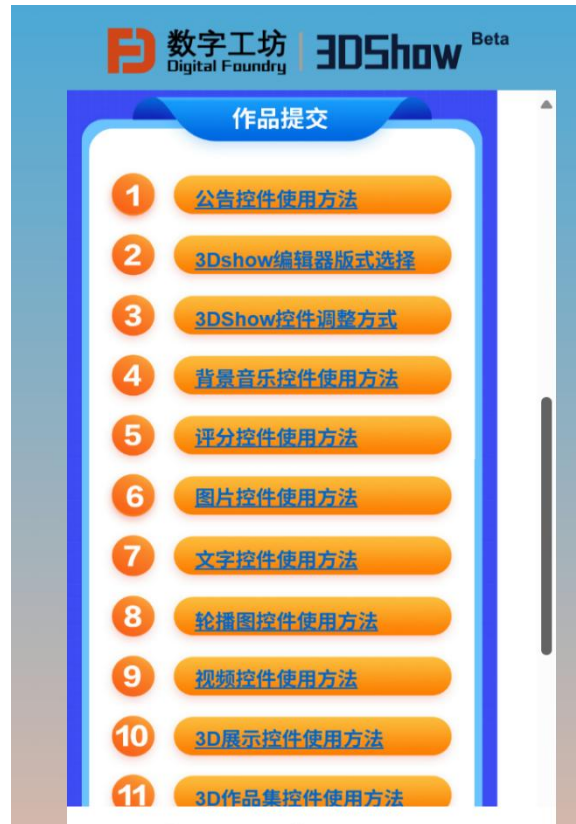 数字工坊
Digital Foundry
3DShow Beta
作品提交
1 公告控件使用方法
2 3Dshow编辑器版式选择
3 3DShow控件调整方式
4 背景音乐控件使用方法
5 评分控件使用方法
6 图片控件使用方法
7 文字控件使用方法
8 轮播图控件使用方法
9 视频控件使用方法
10 3D展示控件使用方法
11 3D作品集控件使用方法